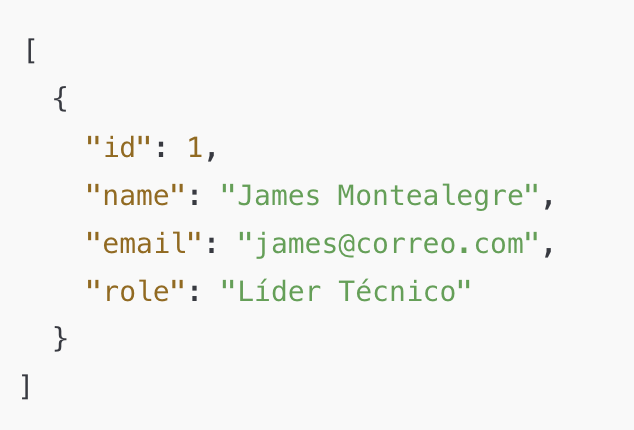 [
  {
    "id": 1,
    "name": "James Montealegre",
    "email": "james@correo.com",
    "role": "Líder Técnico"
  }
]